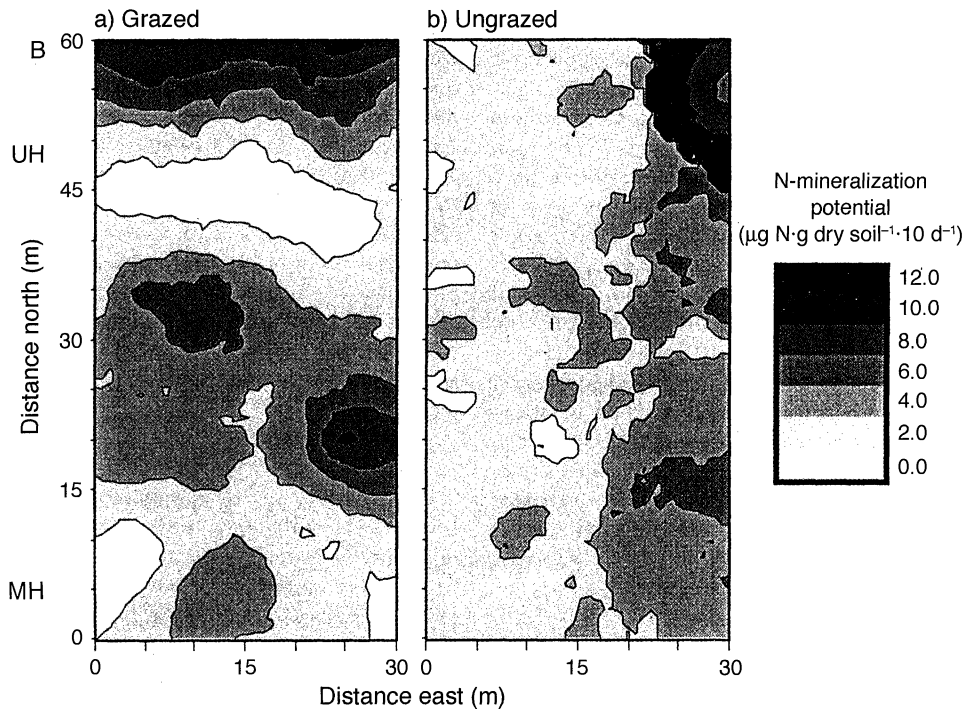 a) Grazed
b) Ungrazed
B
UH
MH
60
45
30
15
0
Distance north (m)
0
15
30
0
15
30
Distance east (m)
N-mineralization
potential
(μg N·g dry soil⁻¹·10 d⁻¹)
12.0
10.0
8.0
6.0
4.0
2.0
0.0